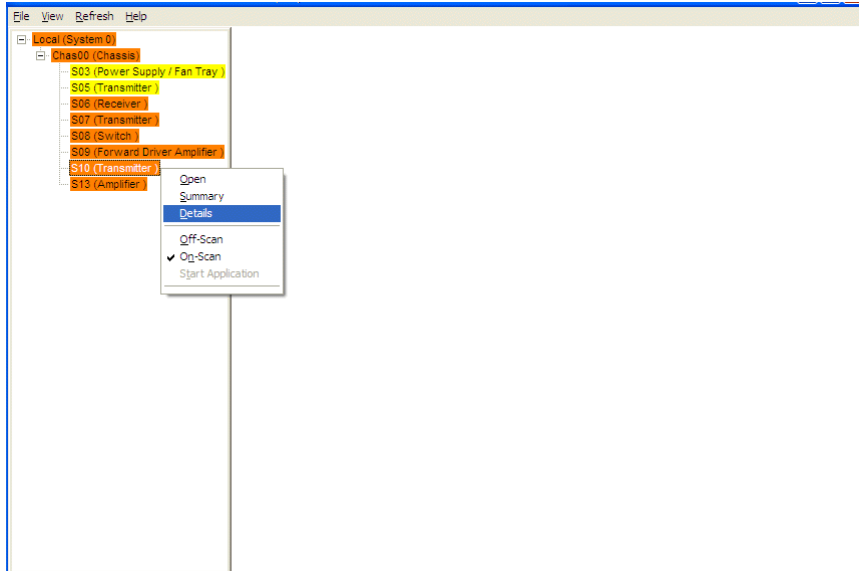 File View Refresh Help
Local (System 0)
Chas00 (Chassis)
S03 (Power Supply / Fan Tray )
S05 (Transmitter )
S06 (Receiver )
S07 (Transmitter )
S08 (Switch )
S09 (Forward Driver Amplifier )
S10 (Transmitter )
S13 (Amplifier )
Open
Summary
Details
Off-Scan
On-Scan
Start Application